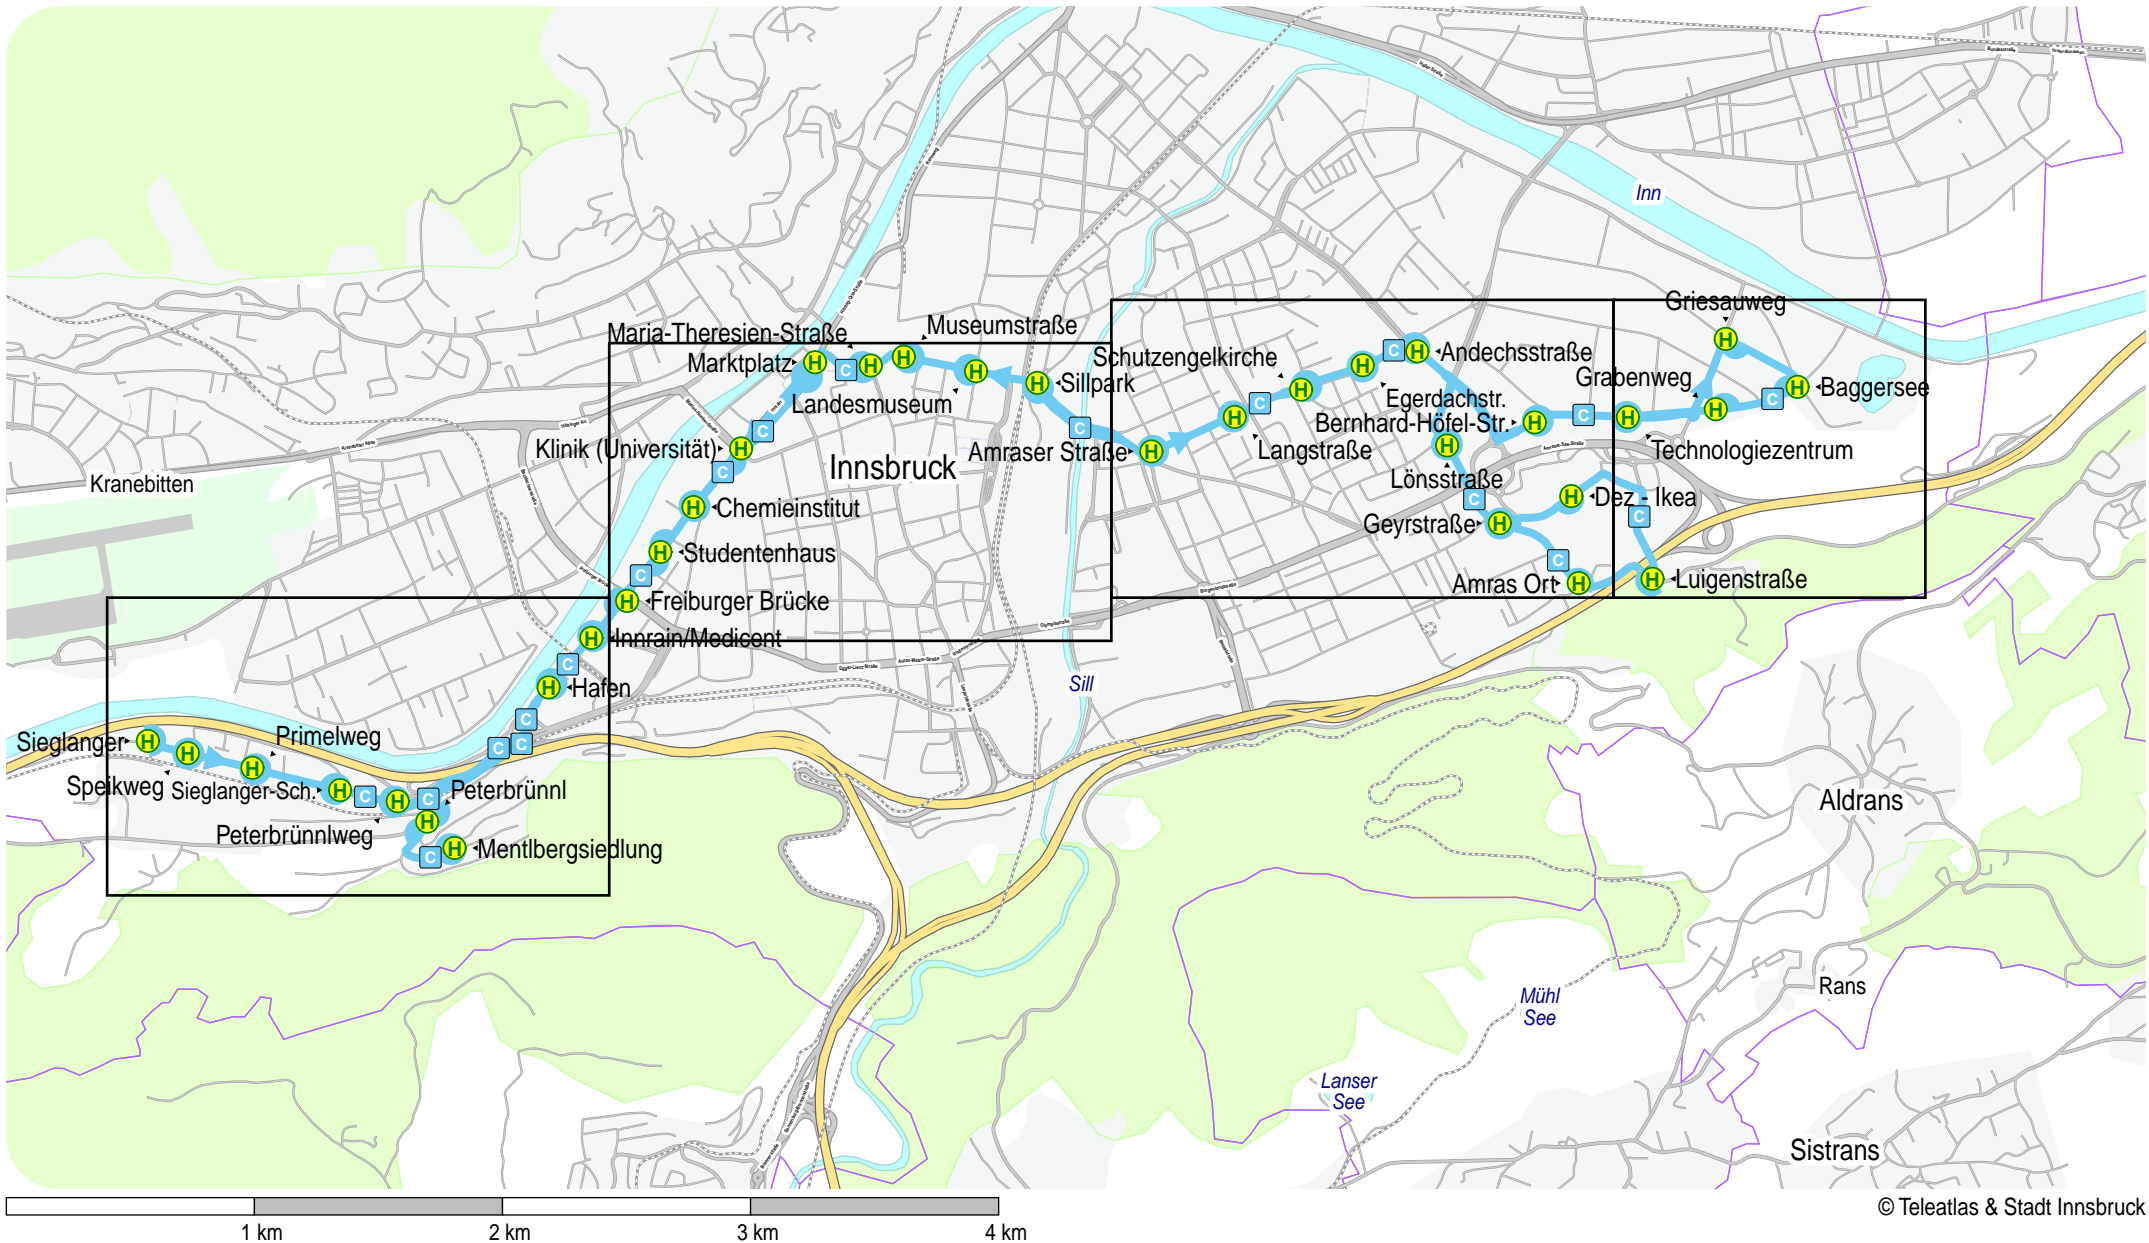 Inn
Griesauweg
Maria-Theresien-Straße
Museumstraße
Marktplatz
Schutzengelkirche
Andechsstraße
Sillpark
Grabenweg
Baggersee
Landesmuseum
Egerdachstr.
Bernhard-Höfel-Str.
Klinik (Universität)
Amraser Straße
Langstraße
Technologiezentrum
Innsbruck
Kranebitten
Lönsstraße
Dez - Ikea
Chemieinstitut
Geyrstraße
Studentenhaus
Amras Ort
Luigenstraße
Freiburger Brücke
Innrain/Medicent
Hafen
Sill
Sieglanger
Primelweg
Speikweg
Sieglanger-Sch.
Peterbrünnl
Peterbrünnlweg
Mentlbergsiedlung
Aldrans
Rans
Mühl
See
Lanser
See
Sistrans
1 km
2 km
3 km
4 km
© Teleatlas & Stadt Innsbruck